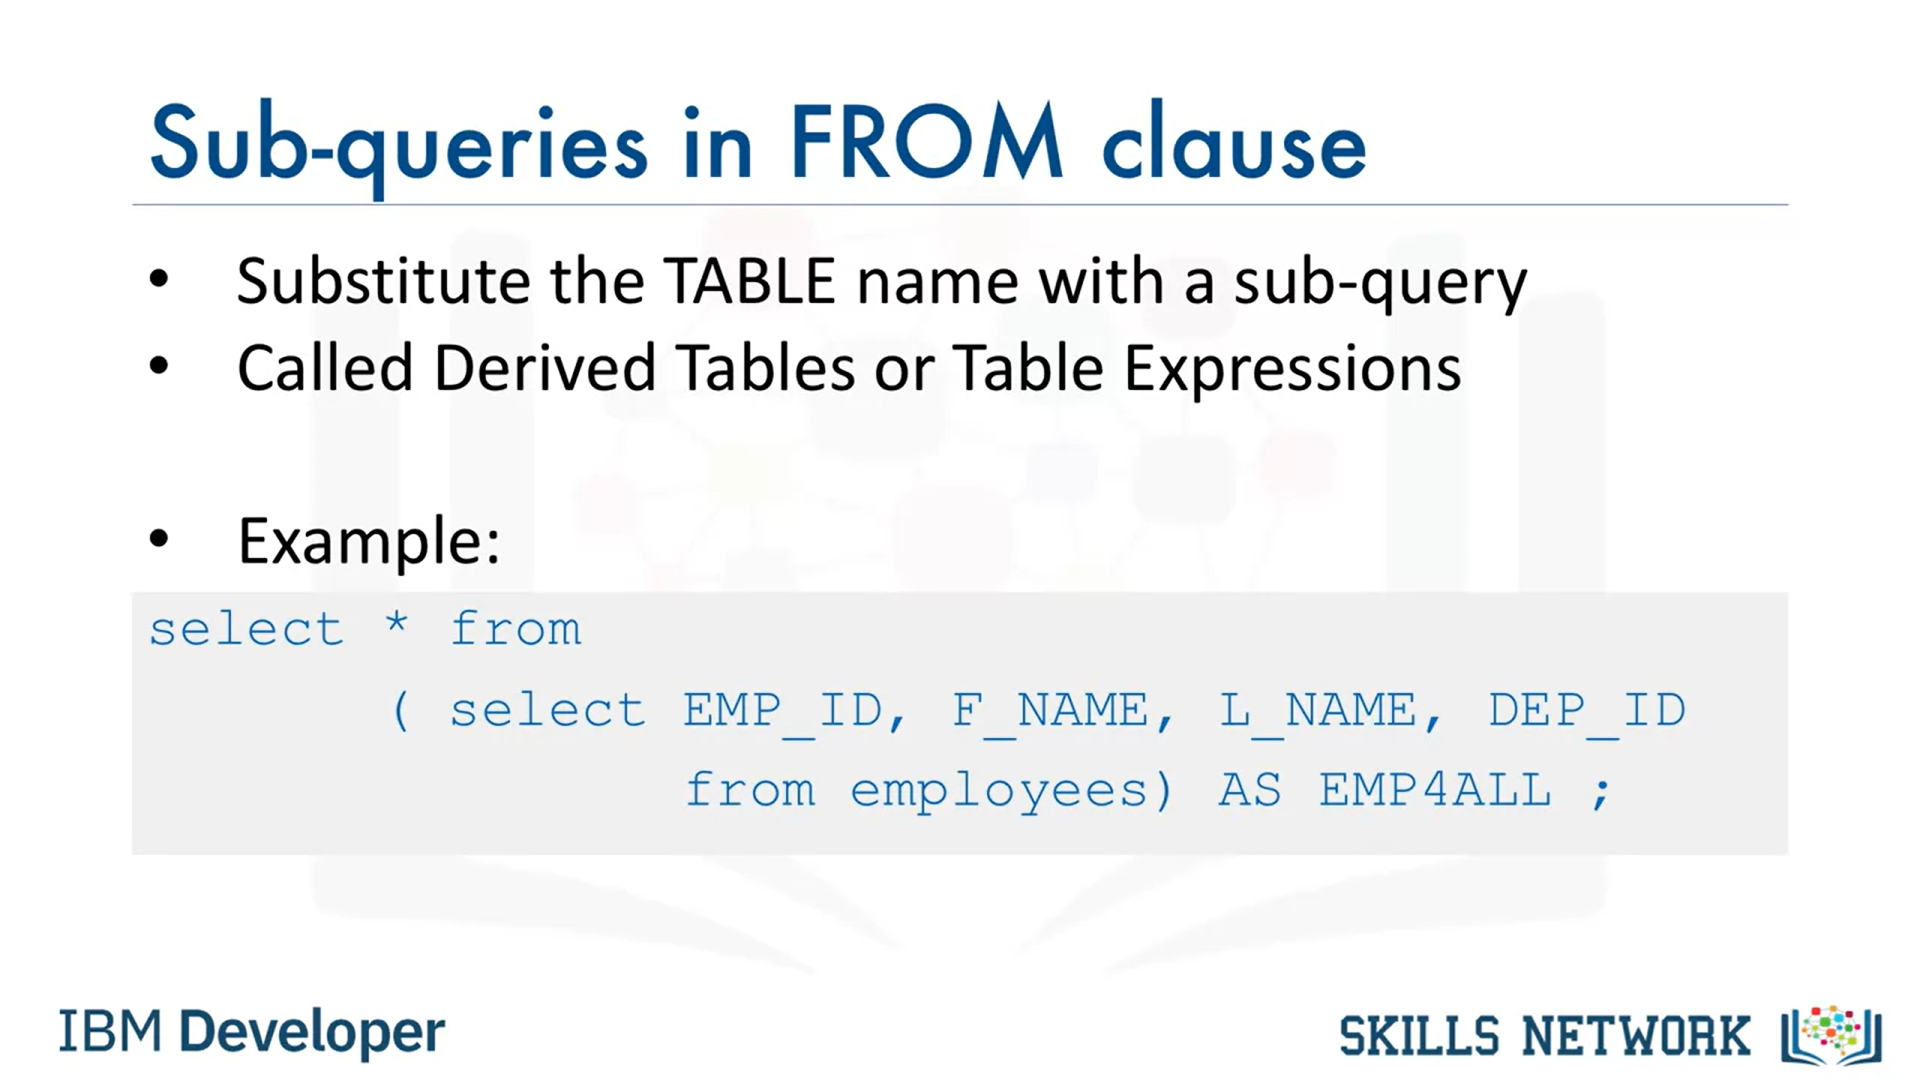 Sub-queries in FROM clause
• Substitute the TABLE name with a sub-query
• Called Derived Tables or Table Expressions
• Example:
select * from
( select EMP_ID, F_NAME, L_NAME, DEP_ID
from employees) AS EMP4ALL ;
IBM Developer
SKILLS NETWORK